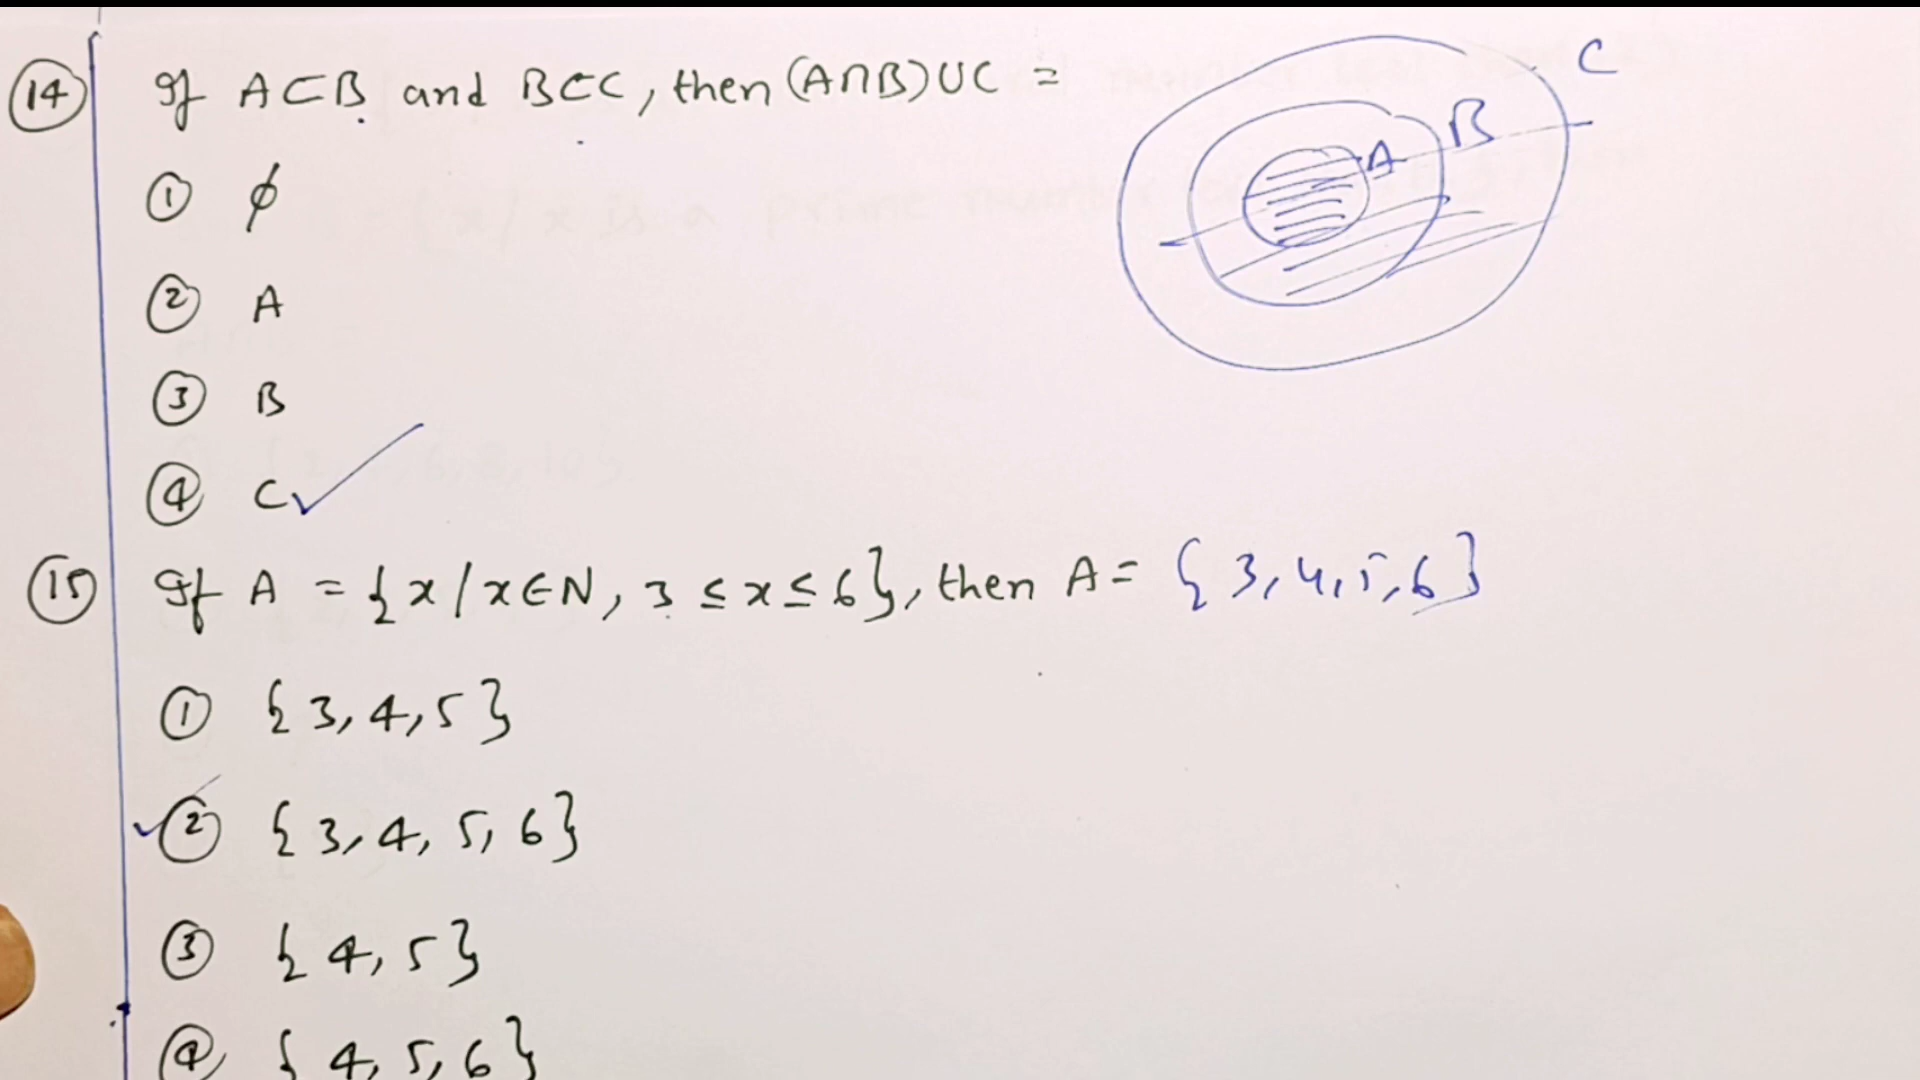 14 If A⊂B and B⊂C, then (A∩B)∪C =
1 ϕ
2 A
3 B
4 C✓
C
B
A
15 If A = {x/x∈N, 3 ≤ x ≤ 6}, then A = {3,4,5,6}
1 {3,4,5}
✓2 {3,4,5,6}
3 {4,5}
4 {4,5,6}